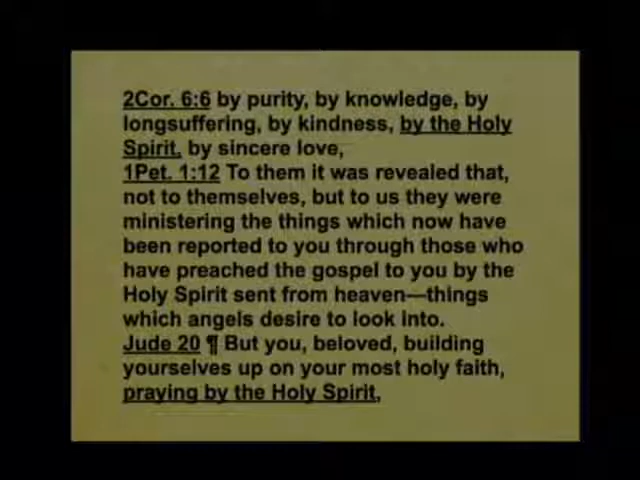 2Cor. 6:6 by purity, by knowledge, by
longsuffering, by kindness, by the Holy
Spirit, by sincere love,
1Pet. 1:12 To them it was revealed that,
not to themselves, but to us they were
ministering the things which now have
been reported to you through those who
have preached the gospel to you by the
Holy Spirit sent from heaven—things
which angels desire to look into.
Jude 20 ¶ But you, beloved, building
yourselves up on your most holy faith,
praying by the Holy Spirit,